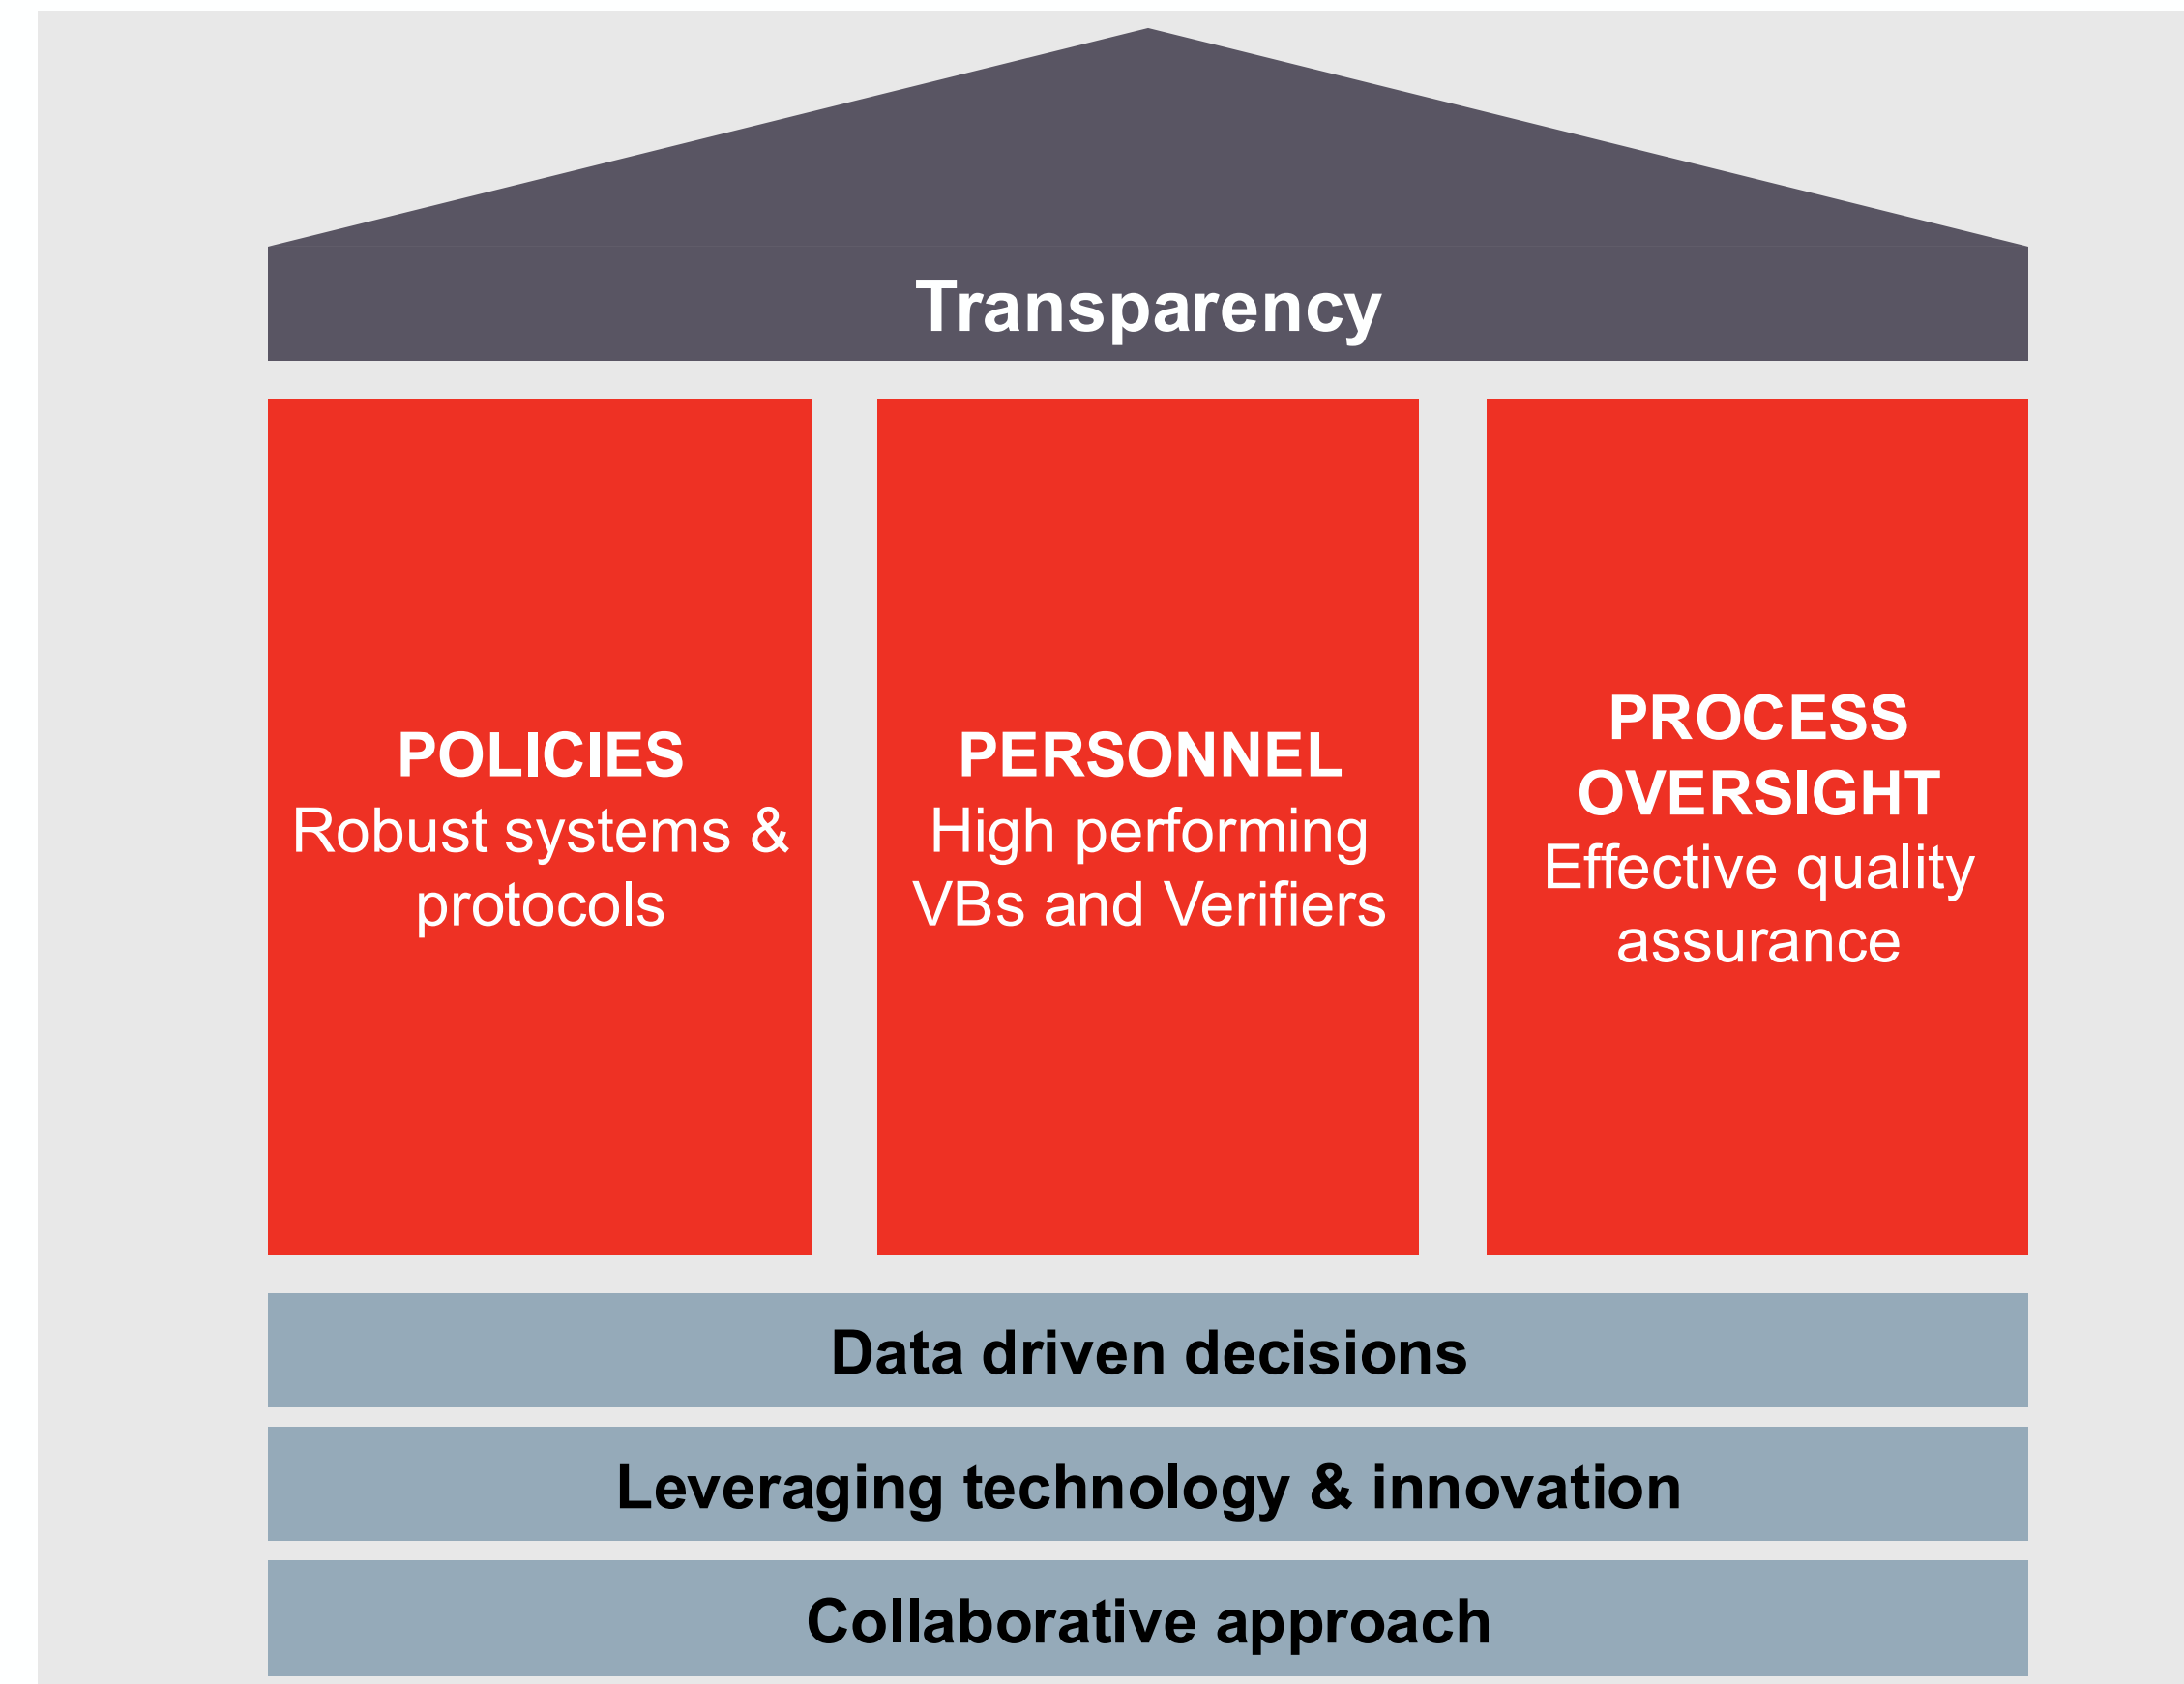 Transparency
POLICIES
Robust systems &
protocols
PERSONNEL
High performing
VBs and Verifiers
PROCESS
OVERSIGHT
Effective quality
assurance
Data driven decisions
Leveraging technology & innovation
Collaborative approach